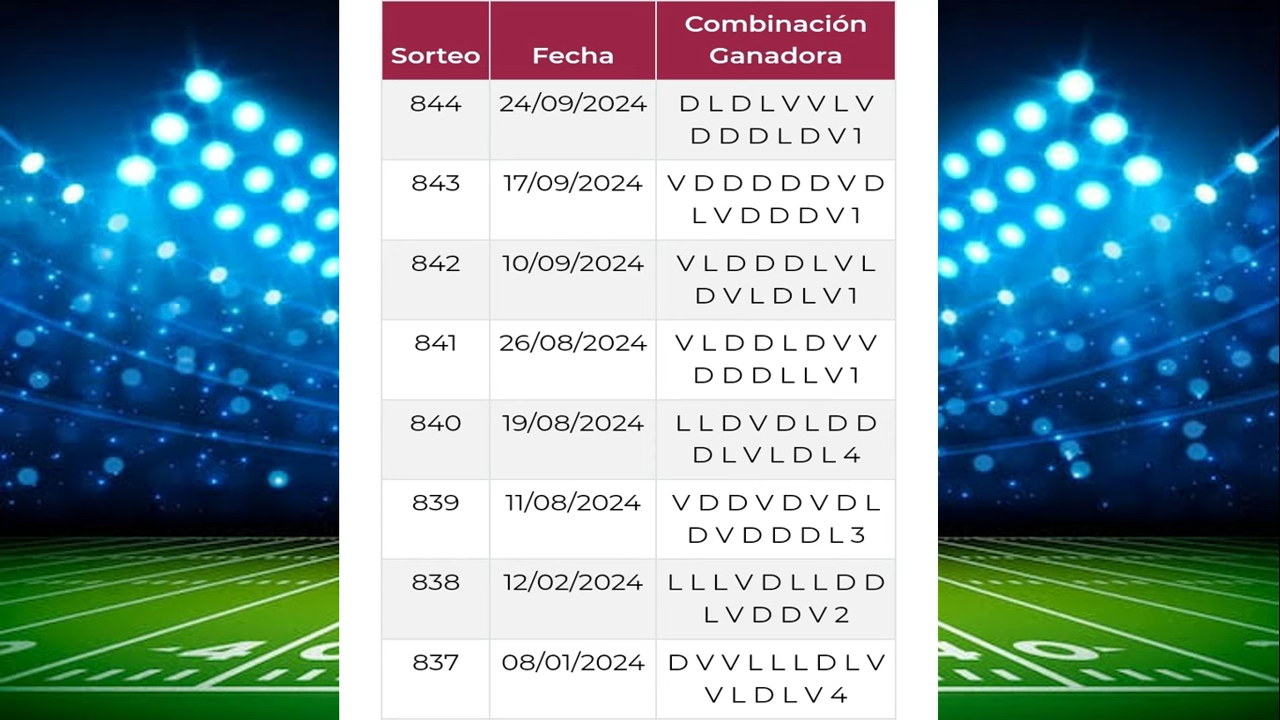 Sorteo Fecha Combinación Ganadora
844 24/09/2024 D L D L V V L V
D D D L D V 1
843 17/09/2024 V D D D D D V D
L V D D D V 1
842 10/09/2024 V L D D D L V L
D V L D L V 1
841 26/08/2024 V L D D L D V V
D D D L L V 1
840 19/08/2024 L L D V D L D D
D L V L D L 4
839 11/08/2024 V D D V D V D L
D V D D D L 3
838 12/02/2024 L L L V D L L D D
L V D D V 2
837 08/01/2024 D V V L L L D L V
V L D L V 4